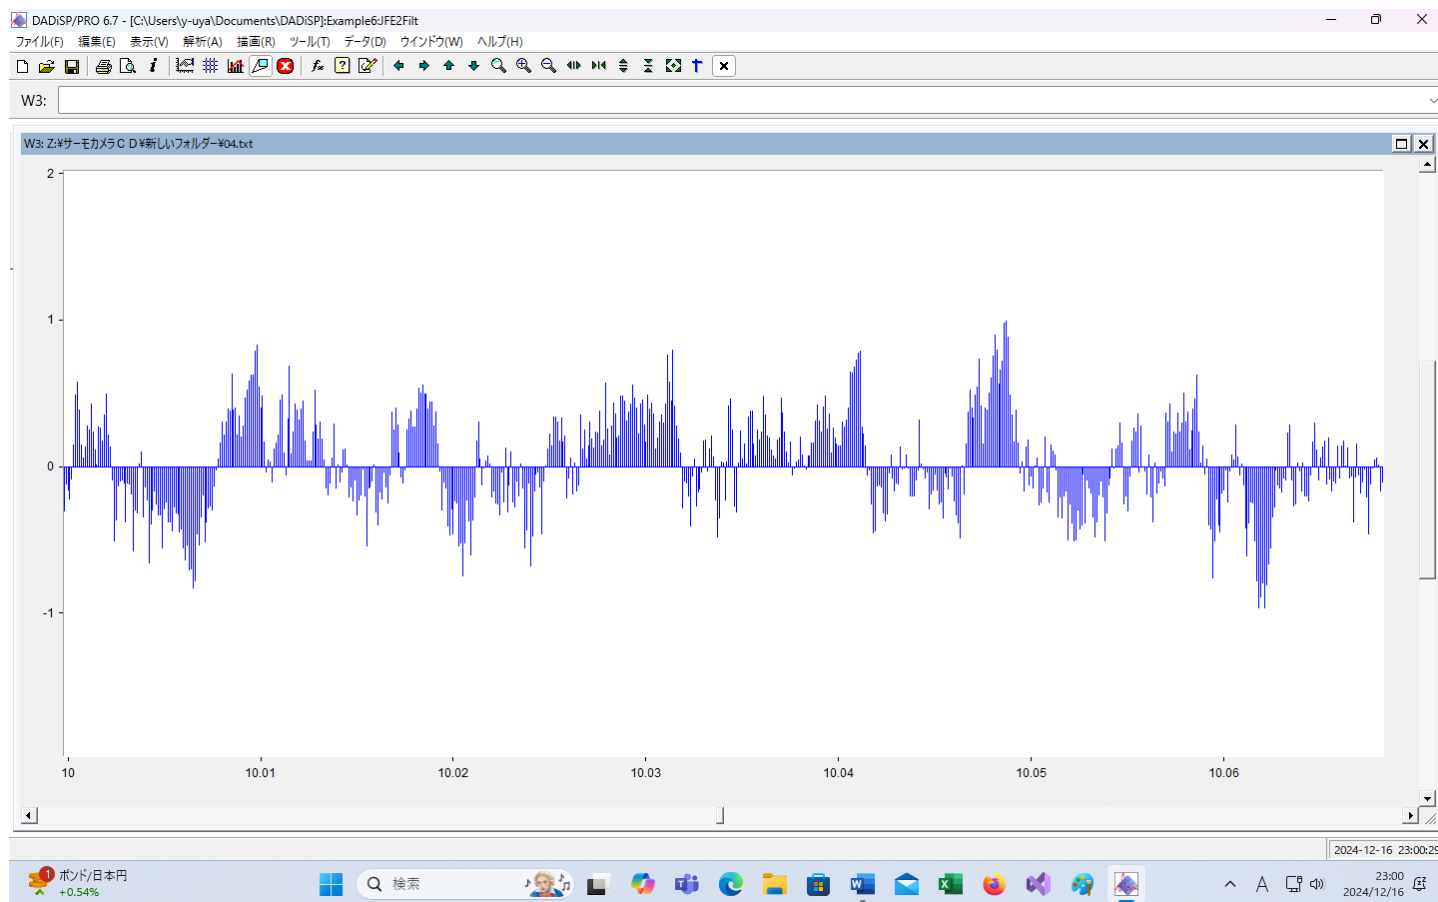 DADiSP/PRO 6.7 - [C:\Users\y-uya\Documents\DADiSP]:Example6:JFE2Filt
ファイル(F) 編集(E) 表示(V) 解析(A) 描画(R) ツール(T) データ(D) ウインドウ(W) ヘルプ(H)
W3:
W3: Z:¥サーモカメラCD¥新しいフォルダー¥04.txt
2
1
0
-1
10 10.01 10.02 10.03 10.04 10.05 10.06
2024-12-16 23:00:29
1
ポンド/日本円
+0.54%
検索
A
23:00
2024/12/16